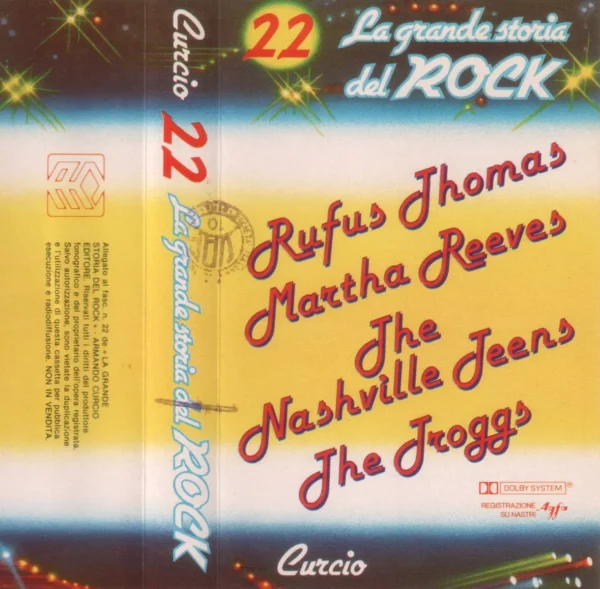 22
La grande storia
del ROCK
Rufus Thomas
Martha Reeves
The
Nashville Teens
The Troggs
DOLBY SYSTEM®
REGISTRAZIONE
SU NASTRI Agfa
Curcio
Curcio 22 La grande storia del ROCK
Allegato al fasc. n. 22 de « LA GRANDE
STORIA DEL ROCK » - ARMANDO CURCIO
EDITORE. Riservati tutti i diritti del produttore
fonografico e del proprietario dell'opera registrata.
Salvo autorizzazione, sono vietate la duplicazione
e l'utilizzazione di questa cassetta per pubblica
esecuzione e radiodiffusione. NON IN VENDITA.